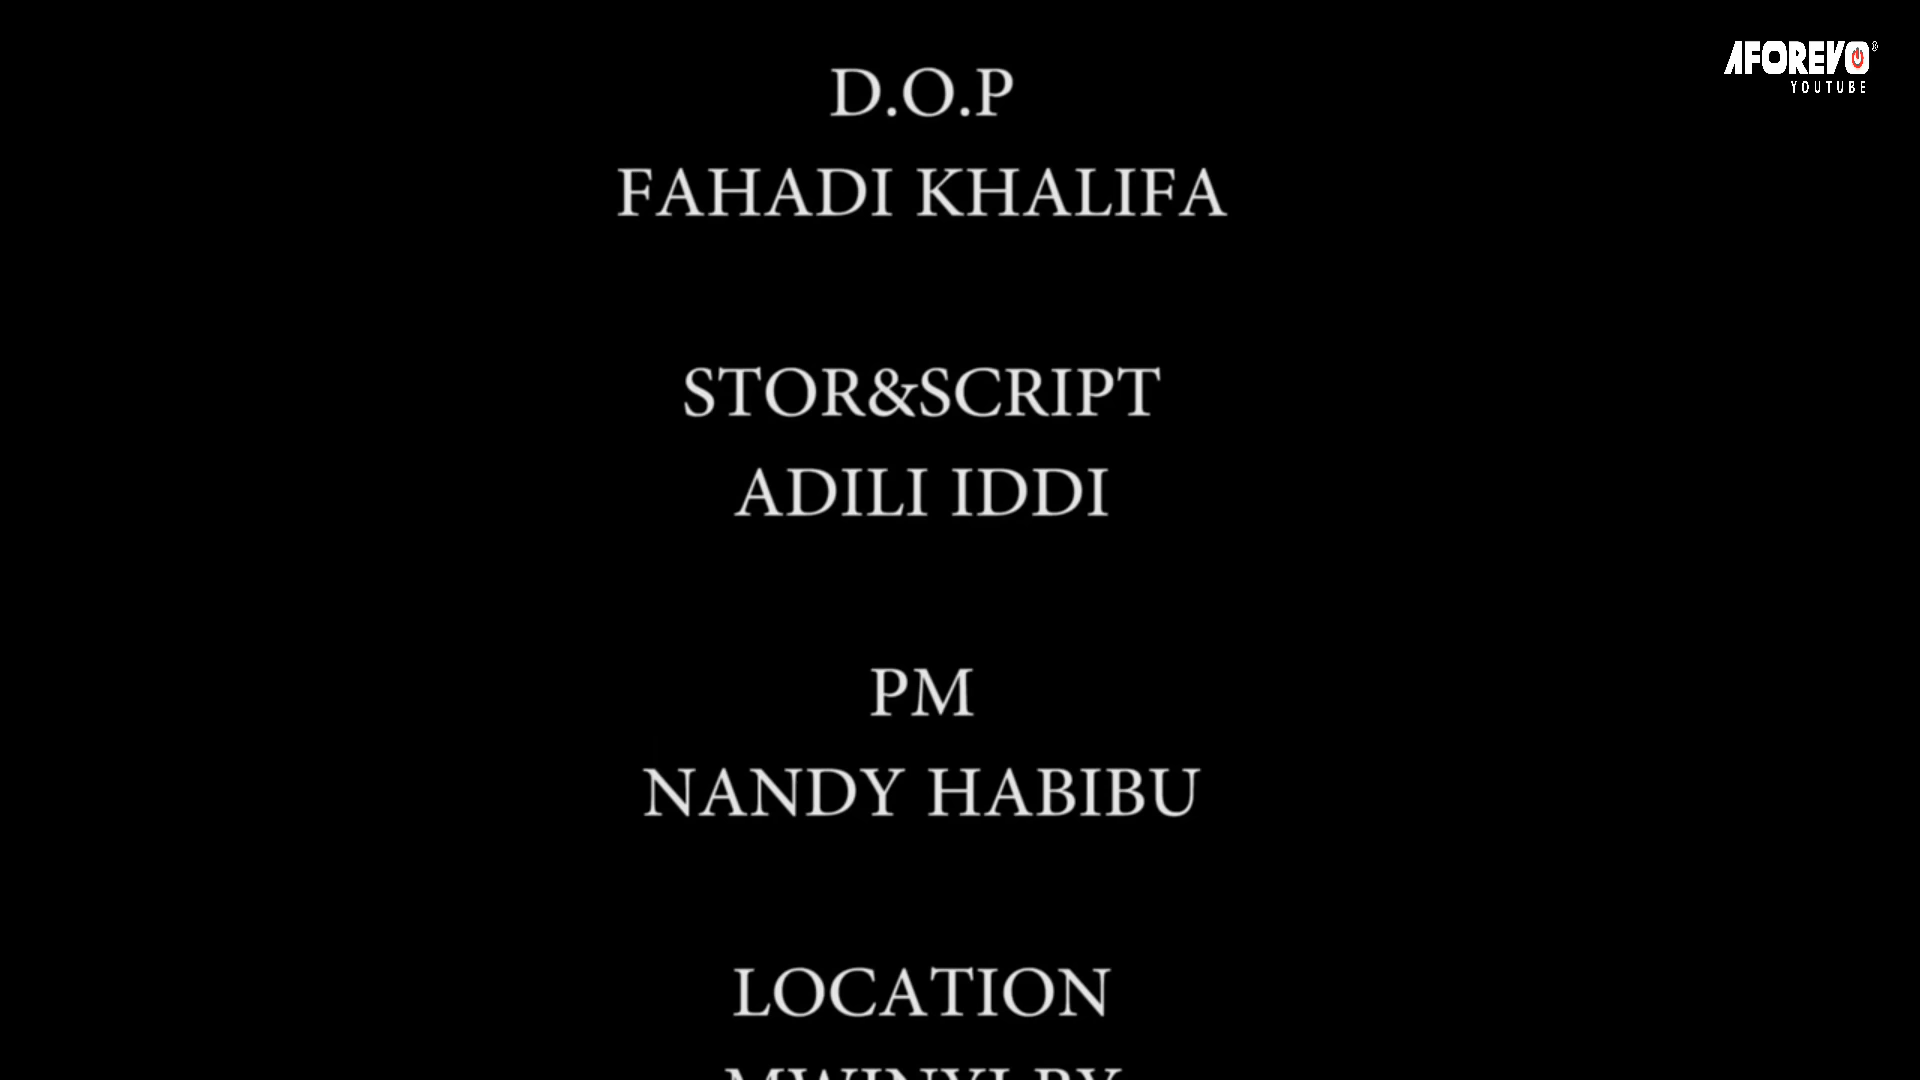 AFOREVO®
YOUTUBE
D.O.P
FAHADI KHALIFA
STOR&SCRIPT
ADILI IDDI
PM
NANDY HABIBU
LOCATION